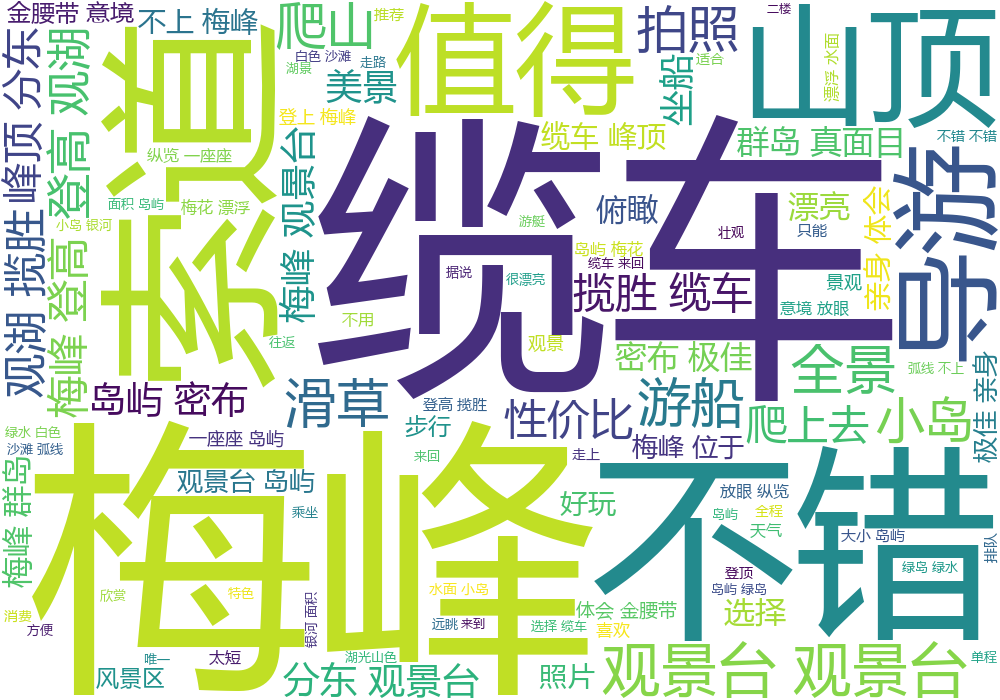 金腰带 意境
不上 梅峰
爬山
推荐
值得
拍照
二楼
山顶
白色 沙滩
走路
湖景
美景
坐船
适合
漂浮 水面
分东
观湖
登高
索道
登上 梅峰
缆车
缆车 峰顶
群岛 真面目
不错 不错
纵览 一座座
峰顶
揽胜
观湖
面积 岛屿
梅花 漂浮
小岛 银河
梅峰 观景台
游艇
俯瞰
壮观
漂亮
只能
亲身 体会
导游
梅峰 登高
往返
不用
据说
很漂亮
岛屿 梅花
缆车 来回
揽胜 缆车
景观
意境 放眼
观景
密布 极佳
全景
弧线 不上
岛屿 密布
滑草
登高 揽胜
步行
性价比
游船
爬上去
小岛
极佳 亲身
绿水 白色
沙滩 弧线
一座座 岛屿
来回
走上
梅峰 位于
梅峰 群岛
观景台 岛屿
乘坐
梅峰
好玩
不错
放眼 纵览
岛屿
全程
天气
大小 岛屿
排队
登顶
岛屿 绿岛
绿岛 绿水
欣赏
特色
水面 小岛
消费
方便
银河 面积
远眺 来到
体会 金腰带
选择 缆车
喜欢
选择
唯一
太短
湖光山色
风景区
分东 观景台
照片
观景台 观景台
单程